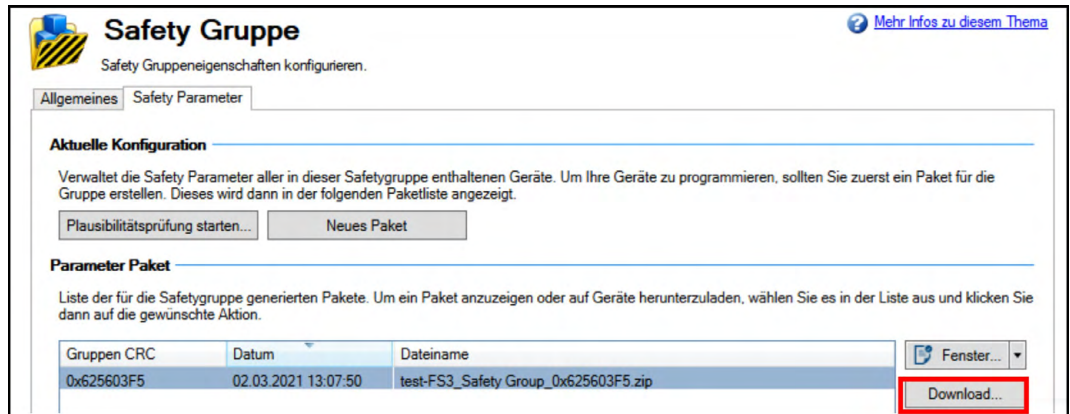 Safety Gruppe
Mehr Infos zu diesem Thema
Safety Gruppeneigenschaften konfigurieren.
Allgemeines Safety Parameter
Aktuelle Konfiguration
Verwaltet die Safety Parameter aller in dieser Safetygruppe enthaltenen Geräte. Um Ihre Geräte zu programmieren, sollten Sie zuerst ein Paket für die
Gruppe erstellen. Dieses wird dann in der folgenden Paketliste angezeigt.
Plausibilitätsprüfung starten... Neues Paket
Parameter Paket
Liste der für die Safetygruppe generierten Pakete. Um ein Paket anzuzeigen oder auf Geräte herunterzuladen, wählen Sie es in der Liste aus und klicken Sie
dann auf die gewünschte Aktion.
Gruppen CRC Datum Dateiname
Fenster...
0x625603F5 02.03.2021 13:07:50 test-FS3_Safety Group_0x625603F5.zip
Download...